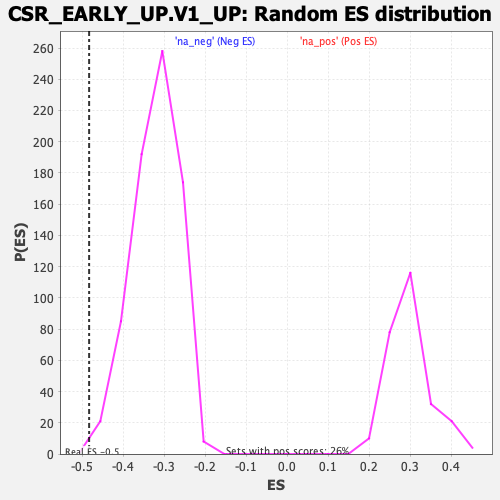 CSR_EARLY_UP.V1_UP: Random ES distribution
'na_neg' (Neg ES) 'na_pos' (Pos ES)
260
240
220
200
180
160
140
120
100
80
60
40
20
0
P(ES)
Real ES -0.5
Sets with pos scores: 26%
-0.5 -0.4 -0.3 -0.2 -0.1 0.0 0.1 0.2 0.3 0.4
ES